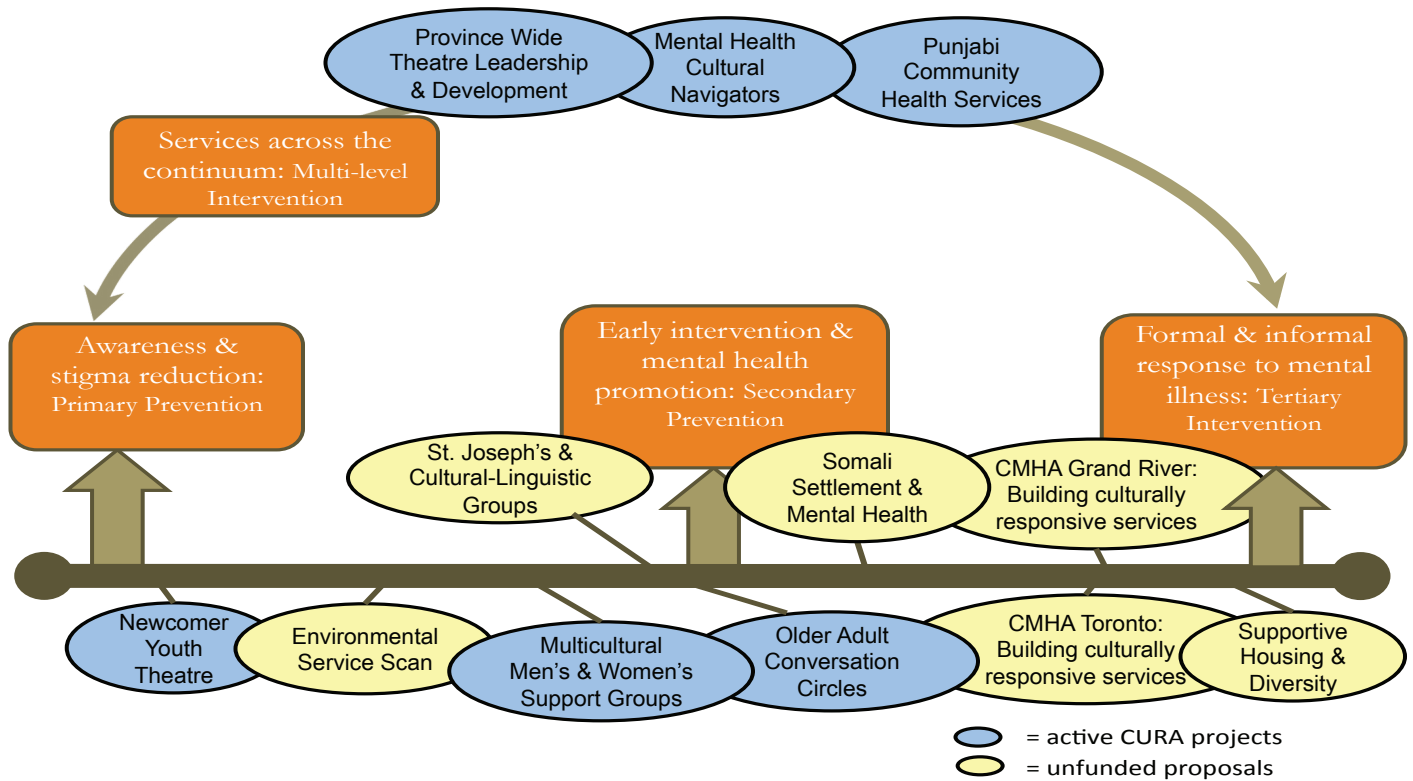 Province Wide
Theatre Leadership
& Development
Mental Health
Cultural
Navigators
Punjabi
Community
Health Services
Services across the
continuum: Multi-level
Intervention
Awareness &
stigma reduction:
Primary Prevention
Early intervention &
mental health
promotion: Secondary
Prevention
Formal & informal
response to mental
illness: Tertiary
Intervention
St. Joseph's &
Cultural-Linguistic
Groups
Somali
Settlement &
Mental Health
CMHA Grand River:
Building culturally
responsive services
Newcomer
Youth
Theatre
Environmental
Service Scan
Multicultural
Men's & Women's
Support Groups
Older Adult
Conversation
Circles
CMHA Toronto:
Building culturally
responsive services
Supportive
Housing &
Diversity
= active CURA projects
= unfunded proposals